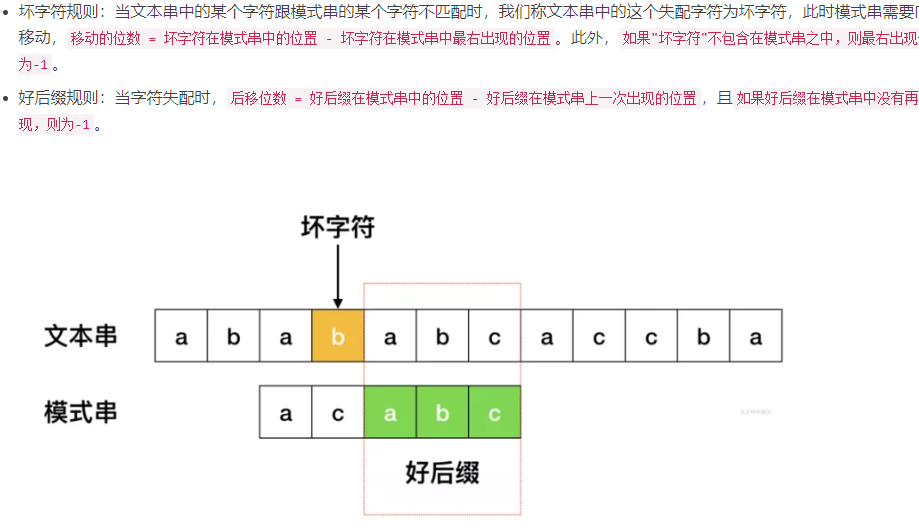 坏字符规则：当文本串中的某个字符跟模式串的某个字符不匹配时，我们称文本串中的这个失配字符为坏字符，此时模式串需要
移动，移动的位数 = 坏字符在模式串中的位置 - 坏字符在模式串中最右出现的位置。此外，如果"坏字符"不包含在模式串之中，则最右出现
为-1。
好后缀规则：当字符失配时，后移位数 = 好后缀在模式串中的位置 - 好后缀在模式串上一次出现的位置，且如果好后缀在模式串中没有再
现，则为-1。
坏字符
文本串 a b a b a b c a c c b a
模式串 a c a b c
好后缀